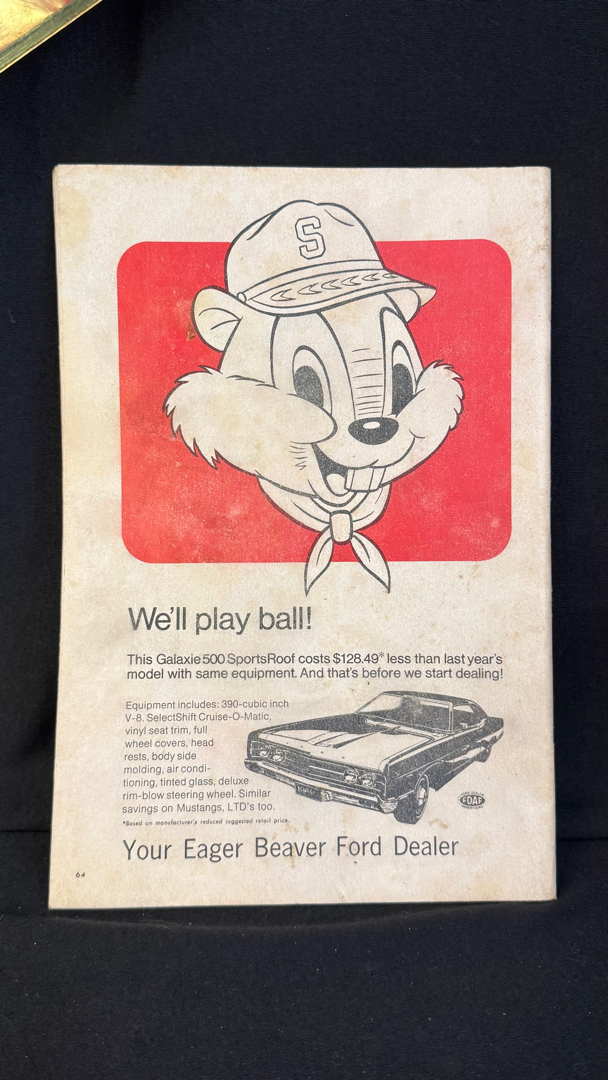 S
We'll play ball!
This Galaxie 500 SportsRoof costs $128.49* less than last year's
model with same equipment. And that's before we start dealing!
Equipment includes: 390-cubic inch
V-8. SelectShift Cruise-O-Matic,
vinyl seat trim, full
wheel covers, head
rests, body side
molding, air condi-
tioning, tinted glass, deluxe
rim-blow steering wheel. Similar
savings on Mustangs, LTD's too.
*Based on manufacturer's reduced suggested retail price.
FDAF
Your Eager Beaver Ford Dealer
64